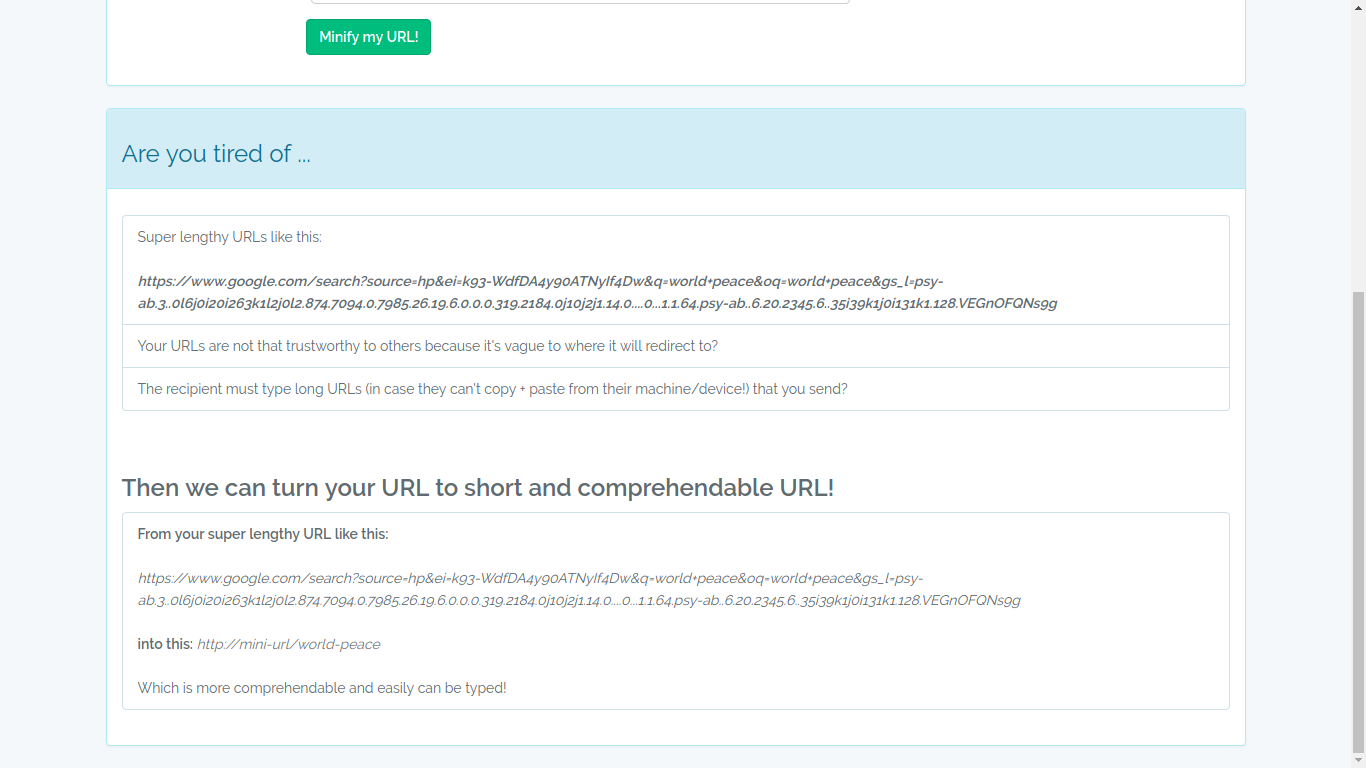 Minify my URL!
Are you tired of ...
Super lengthy URLs like this:
https://www.google.com/search?source=hp&ei=k93-WdfDA4y90ATNyIf4Dw&q=world+peace&oq=world+peace&gs_l=psy-
ab.3..0l6j0i20i263k1l2j0l2.874.7094.0.7985.26.19.6.0.0.0.319.2184.0j10j2j1.14.0....0...1.1.64.psy-ab..6.20.2345.6..35i39k1j0i131k1.128.VEGnOFQNs9g
Your URLs are not that trustworthy to others because it's vague to where it will redirect to?
The recipient must type long URLs (in case they can't copy + paste from their machine/device!) that you send?
Then we can turn your URL to short and comprehendable URL!
From your super lengthy URL like this:
https://www.google.com/search?source=hp&ei=k93-WdfDA4y90ATNyIf4Dw&q=world+peace&oq=world+peace&gs_l=psy-
ab.3..0l6j0i20i263k1l2j0l2.874.7094.0.7985.26.19.6.0.0.0.319.2184.0j10j2j1.14.0....0...1.1.64.psy-ab..6.20.2345.6..35i39k1j0i131k1.128.VEGnOFQNs9g
into this: http://mini-url/world-peace
Which is more comprehendable and easily can be typed!